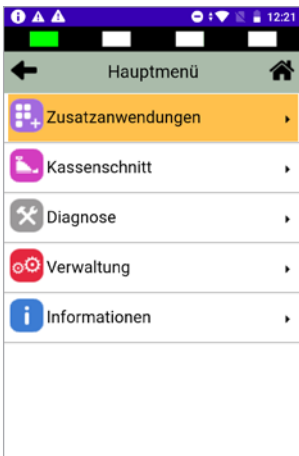 12:21
Hauptmenü
Zusatzanwendungen
Kassenschnitt
Diagnose
Verwaltung
Informationen